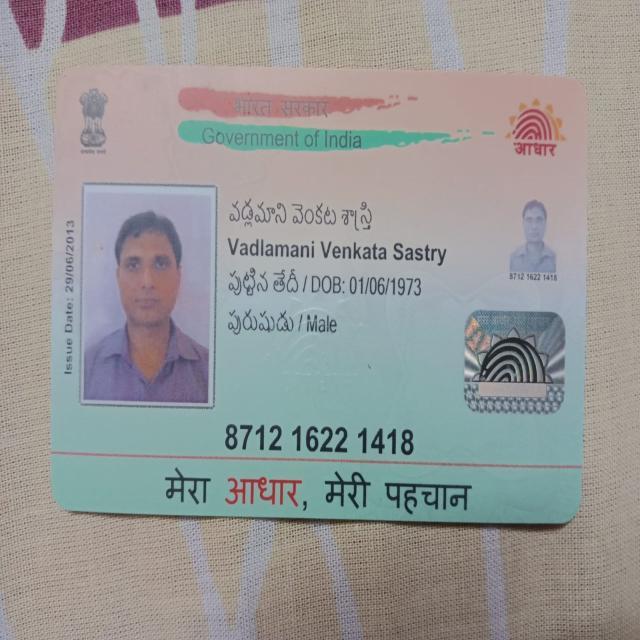 भारत सरकार
Government of India
आधार
Issue Date: 29/06/2013
వడ్లమాని వెంకట శాస్త్రి
Vadlamani Venkata Sastry
పుట్టిన తేదీ / DOB: 01/06/1973
పురుషుడు / Male
8712 1622 1418
8712 1622 1418
मेरा आधार, मेरी पहचान